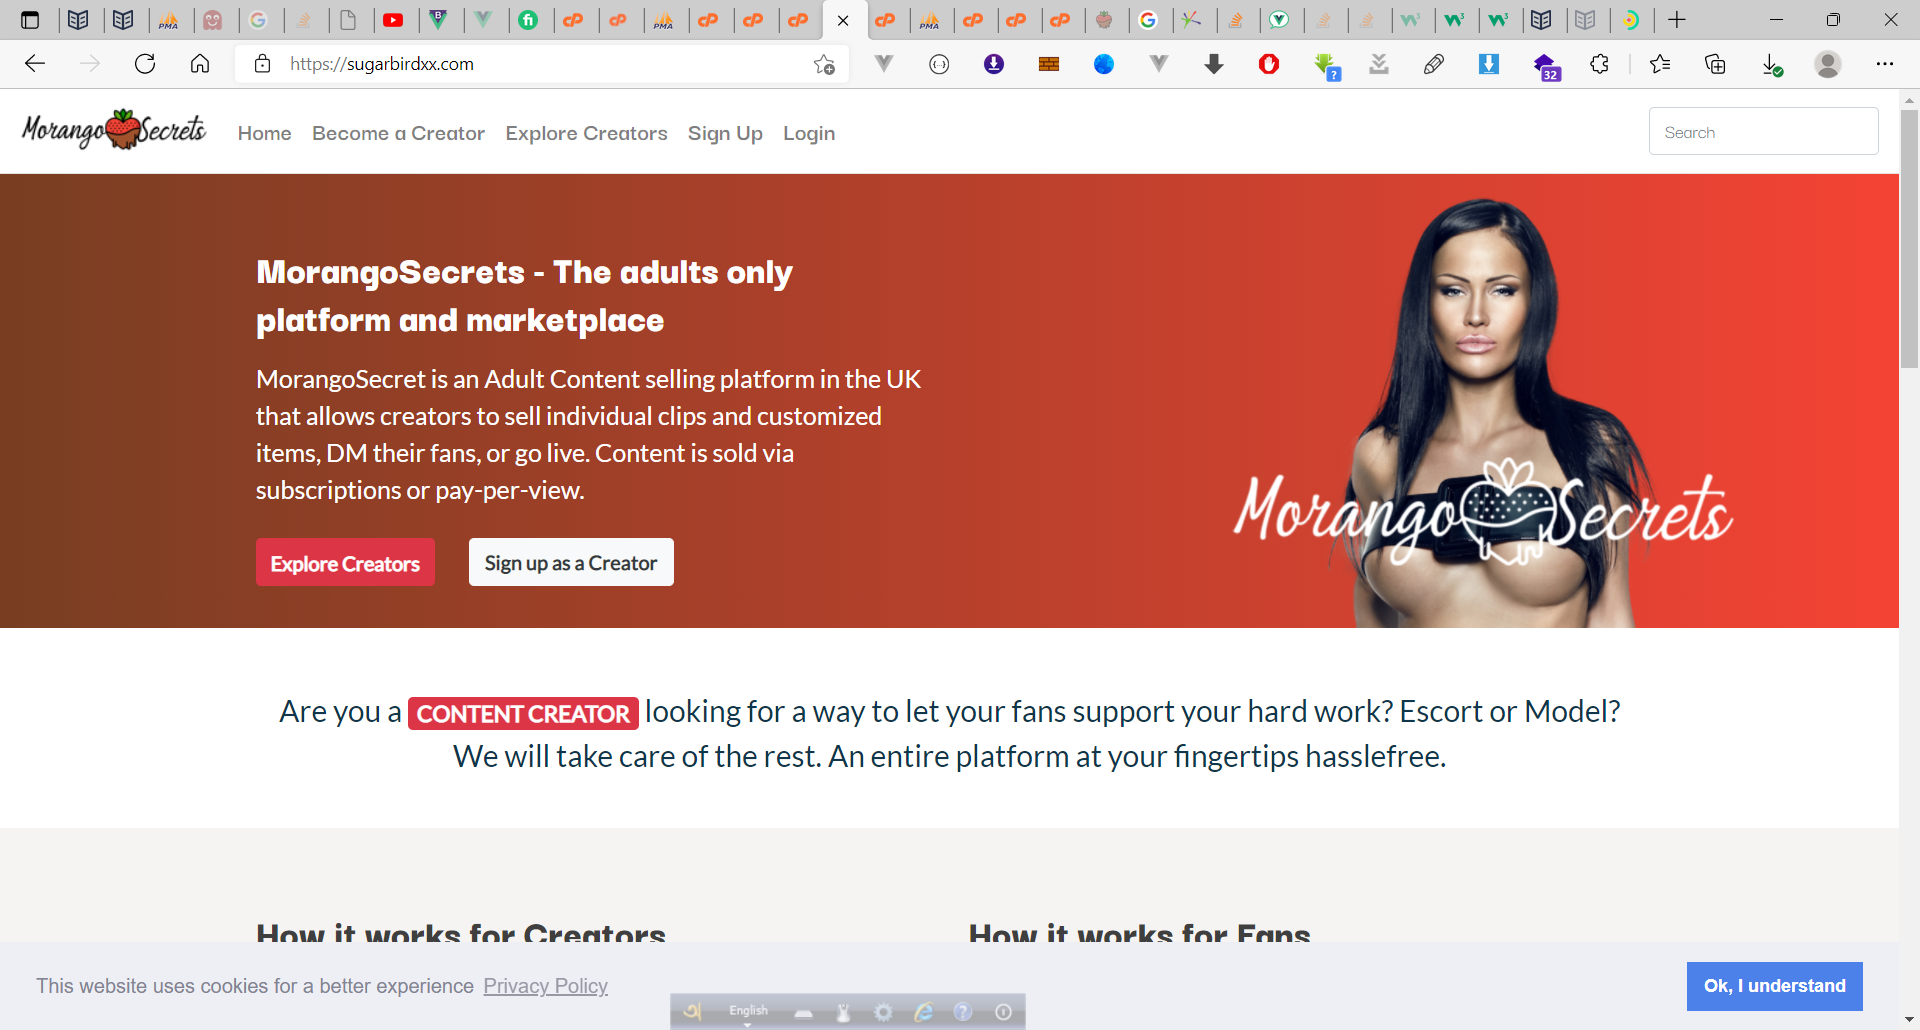 https://sugarbirdxx.com
32
MorangoSecrets
Home Become a Creator Explore Creators Sign Up Login
Search
MorangoSecrets - The adults only
platform and marketplace
MorangoSecret is an Adult Content selling platform in the UK
that allows creators to sell individual clips and customized
items, DM their fans, or go live. Content is sold via
subscriptions or pay-per-view.
Explore Creators
Sign up as a Creator
Morango Secrets
Are you a CONTENT CREATOR looking for a way to let your fans support your hard work? Escort or Model?
We will take care of the rest. An entire platform at your fingertips hasslefree.
How it works for Creators
How it works for Fans
This website uses cookies for a better experience Privacy Policy
Ok, I understand
English